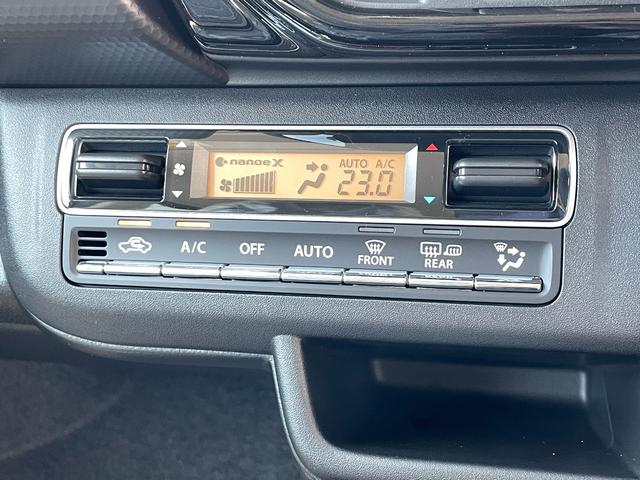 nanoeX AUTO A/C
23.0
A/C OFF AUTO FRONT REAR